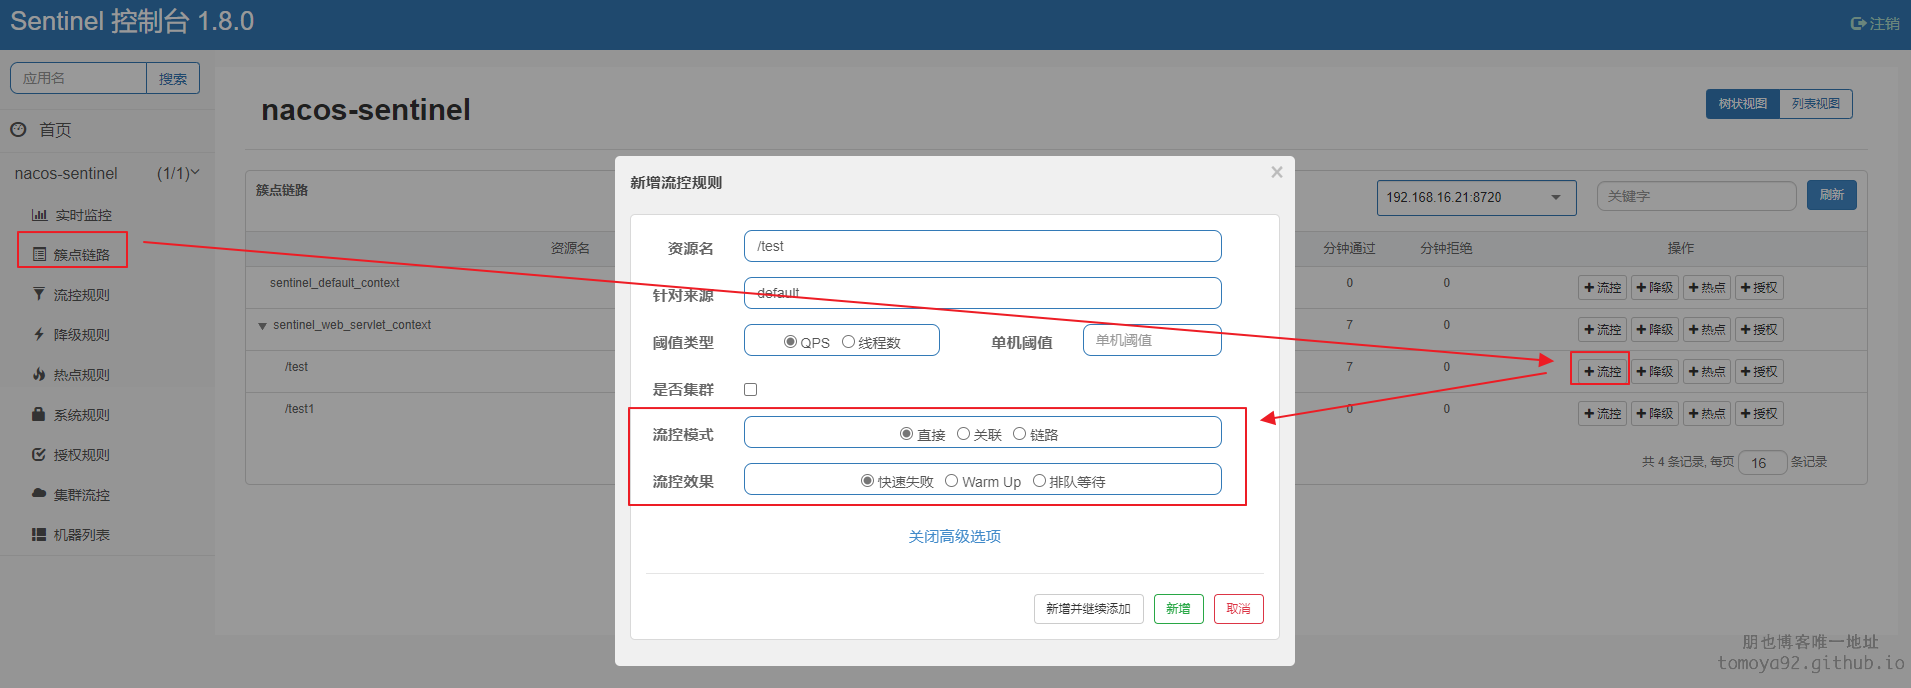 Sentinel 控制台 1.8.0
注销
应用名
搜索
首页
nacos-sentinel (1/1)
实时监控
簇点链路
流控规则
降级规则
热点规则
系统规则
授权规则
集群流控
机器列表
nacos-sentinel
树状视图
列表视图
簇点链路
192.168.16.21:8720
关键字
刷新
资源名
分钟通过
分钟拒绝
操作
sentinel_default_context
0
0
流控
降级
热点
授权
sentinel_web_servlet_context
7
0
流控
降级
热点
授权
/test
7
0
流控
降级
热点
授权
/test1
0
0
流控
降级
热点
授权
共 4 条记录, 每页 16 条记录
新增流控规则
×
资源名
/test
针对来源
default
阈值类型
QPS
线程数
单机阈值
单机阈值
是否集群
流控模式
直接
关联
链路
流控效果
快速失败
Warm Up
排队等待
关闭高级选项
新增并继续添加
新增
取消
朋也博客唯一地址
tomoya92.github.io